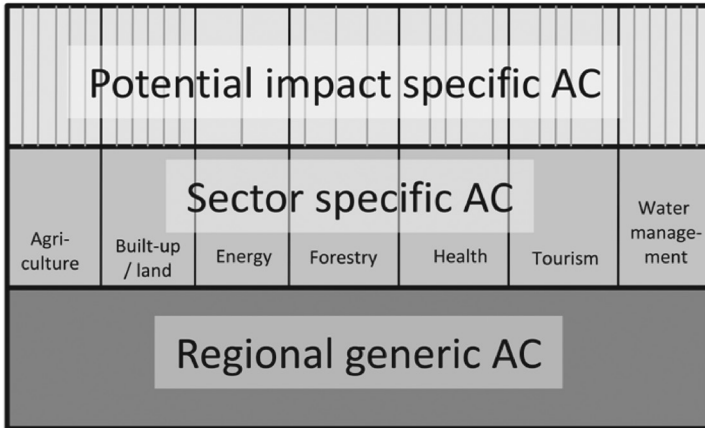 Potential impact specific AC
Sector specific AC
Agri-
culture
Built-up
/ land
Energy
Forestry
Health
Tourism
Water
manage-
ment
Regional generic AC